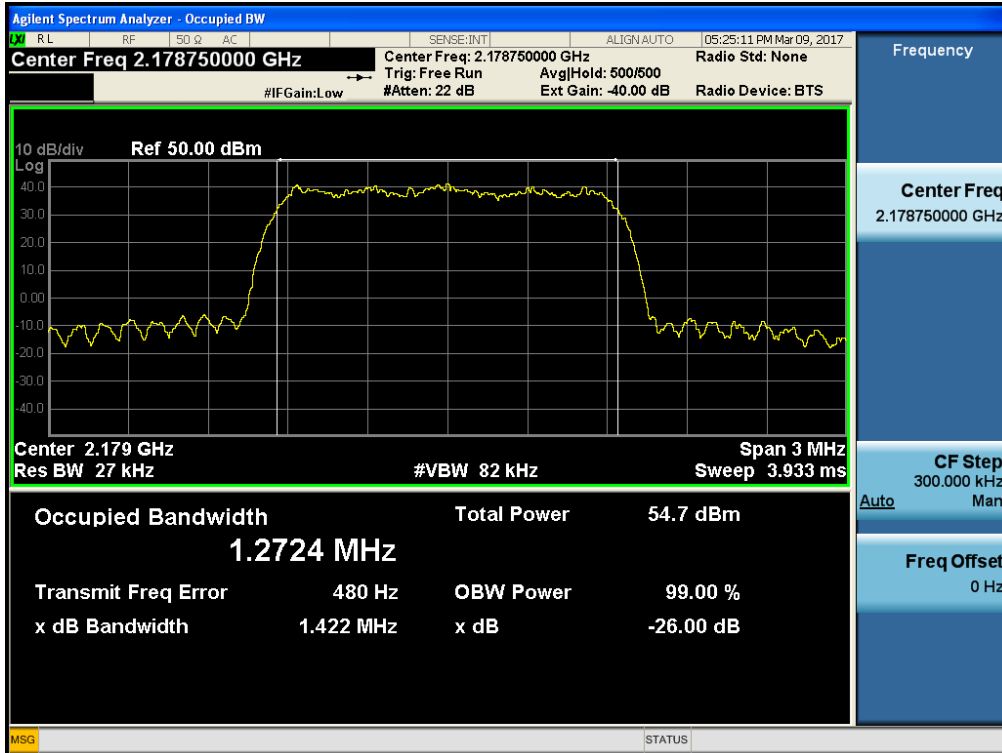 Agilent Spectrum Analyzer - Occupied BW
LXI RL RF 50 Ω AC SENSE:INT ALIGN AUTO 05:25:11 PM Mar 09, 2017
Center Freq 2.178750000 GHz
Center Freq: 2.178750000 GHz Radio Std: None
Trig: Free Run Avg|Hold: 500/500
#IFGain:Low #Atten: 22 dB Ext Gain: -40.00 dB Radio Device: BTS
10 dB/div Ref 50.00 dBm
Log
40.0
30.0
20.0
10.0
0.00
-10.0
-20.0
-30.0
-40.0
Center 2.179 GHz Span 3 MHz
Res BW 27 kHz #VBW 82 kHz Sweep 3.933 ms
Occupied Bandwidth Total Power 54.7 dBm
1.2724 MHz
Transmit Freq Error 480 Hz OBW Power 99.00 %
x dB Bandwidth 1.422 MHz x dB -26.00 dB
Frequency
Center Freq
2.178750000 GHz
CF Step
300.000 kHz
Auto Man
Freq Offset
0 Hz
MSG STATUS